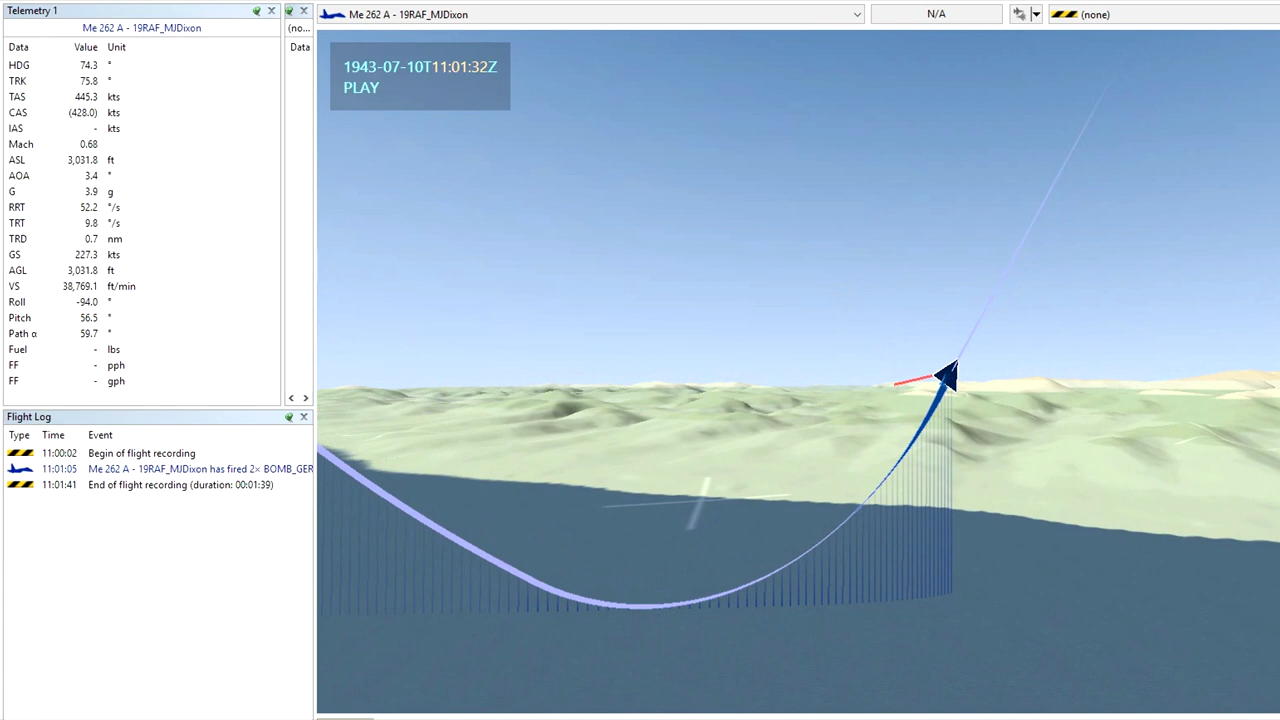 Telemetry 1
Me 262 A - 19RAF_MJDixon
Data Value Unit
HDG 74.3 °
TRK 75.8 °
TAS 445.3 kts
CAS (428.0) kts
IAS - kts
Mach 0.68
ASL 3,031.8 ft
AOA 3.4 °
G 3.9 g
RRT 52.2 °/s
TRT 9.8 °/s
TRD 0.7 nm
GS 227.3 kts
AGL 3,031.8 ft
VS 38,769.1 ft/min
Roll -94.0 °
Pitch 56.5 °
Path α 59.7 °
Fuel - lbs
FF - pph
FF - gph
(no...
Data
Flight Log
Type Time Event
11:00:02 Begin of flight recording
11:01:05 Me 262 A - 19RAF_MJDixon has fired 2× BOMB_GER
11:01:41 End of flight recording (duration: 00:01:39)
Me 262 A - 19RAF_MJDixon
N/A
(none)
1943-07-10T11:01:32Z
PLAY